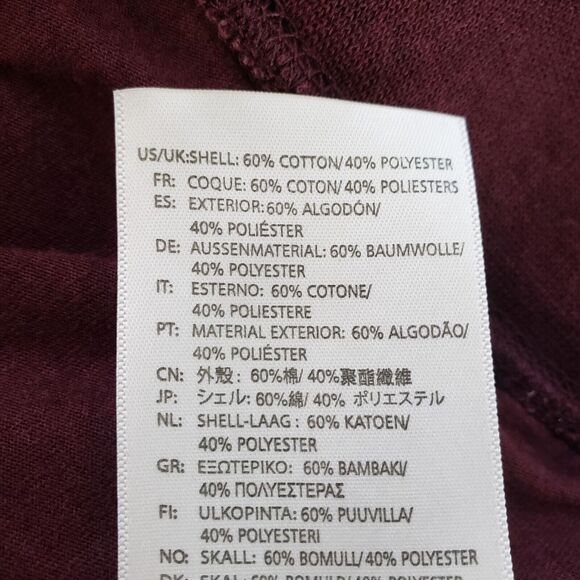 US/UK:SHELL: 60% COTTON/40% POLYESTER
FR: COQUE: 60% COTON/40% POLIESTERS
ES: EXTERIOR: 60% ALGODÓN/
40% POLIÉSTER
DE: AUSSENMATERIAL: 60% BAUMWOLLE/
40% POLYESTER
IT: ESTERNO: 60% COTONE/
40% POLIESTERE
PT: MATERIAL EXTERIOR: 60% ALGODÃO/
40% POLIÉSTER
CN: 外殼: 60%棉/ 40%聚酯纖維
JP: シェル: 60%綿/ 40% ポリエステル
NL: SHELL-LAAG : 60% KATOEN/
40% POLYESTER
GR: ΕΞΩΤΕΡΙΚΟ: 60% ΒΑΜΒΑΚΙ/
40% ΠΟΛΥΕΣΤΕΡΑΣ
FI: ULKOPINTA: 60% PUUVILLA/
40% POLYESTERI
NO: SKALL: 60% BOMULL/40% POLYESTER